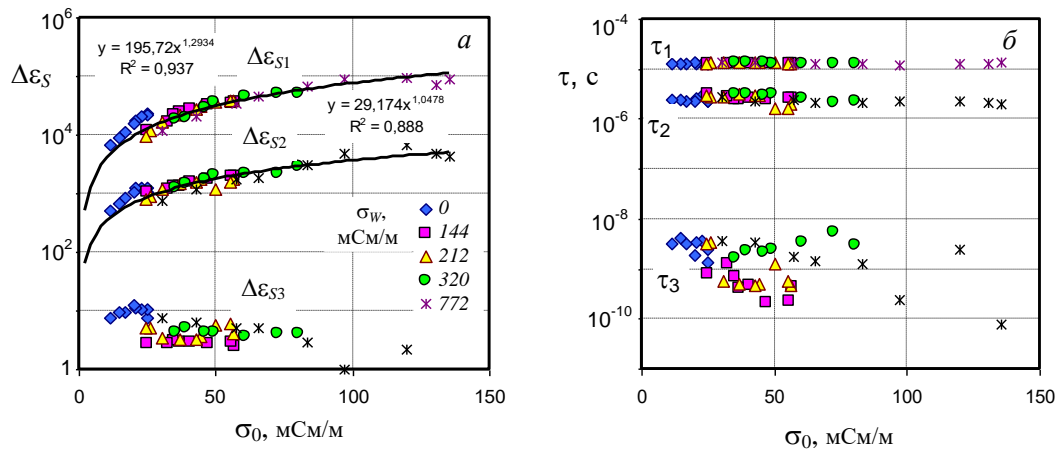 а
y = 195,72x^1,2934
R² = 0,937
Δε_S1
Δε_S
10^6
10^4
10^2
1
y = 29,174x^1,0478
R² = 0,888
Δε_S2
σ_W,
мСм/м
0
144
212
320
772
Δε_S3
0 50 100 150
σ_0, мСм/м
б
τ_1
τ, с
10^-4
10^-6
10^-8
10^-10
τ_2
τ_3
0 50 100 150
σ_0, мСм/м